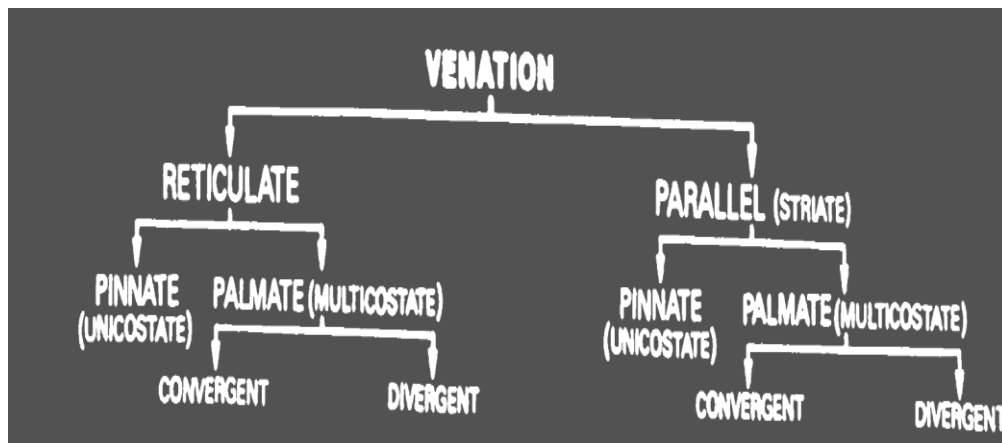 VENATION
RETICULATE
PARALLEL (STRIATE)
PINNATE
(UNICOSTATE)
PALMATE (MULTICOSTATE)
CONVERGENT
DIVERGENT
PINNATE
(UNICOSTATE)
PALMATE (MULTICOSTATE)
CONVERGENT
DIVERGENT